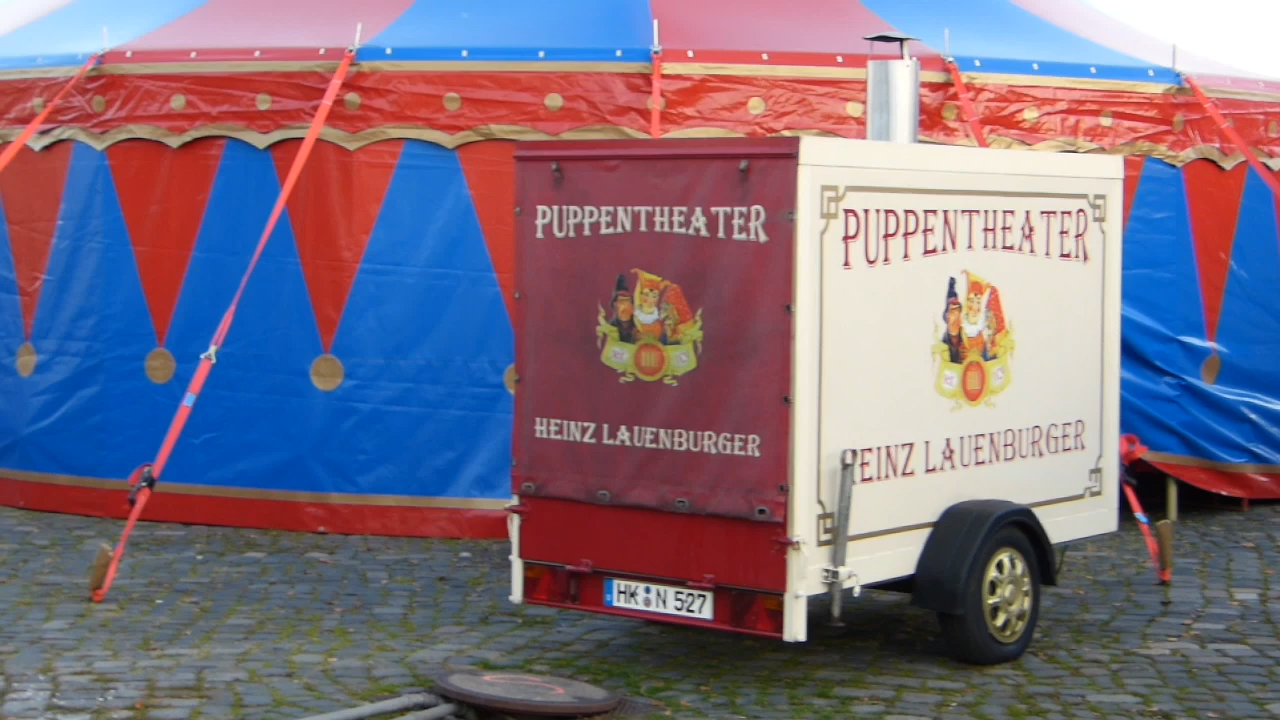 PUPPENTHEATER
HEINZ LAUENBURGER
HK N 527
PUPPENTHEATER
HEINZ LAUENBURGER